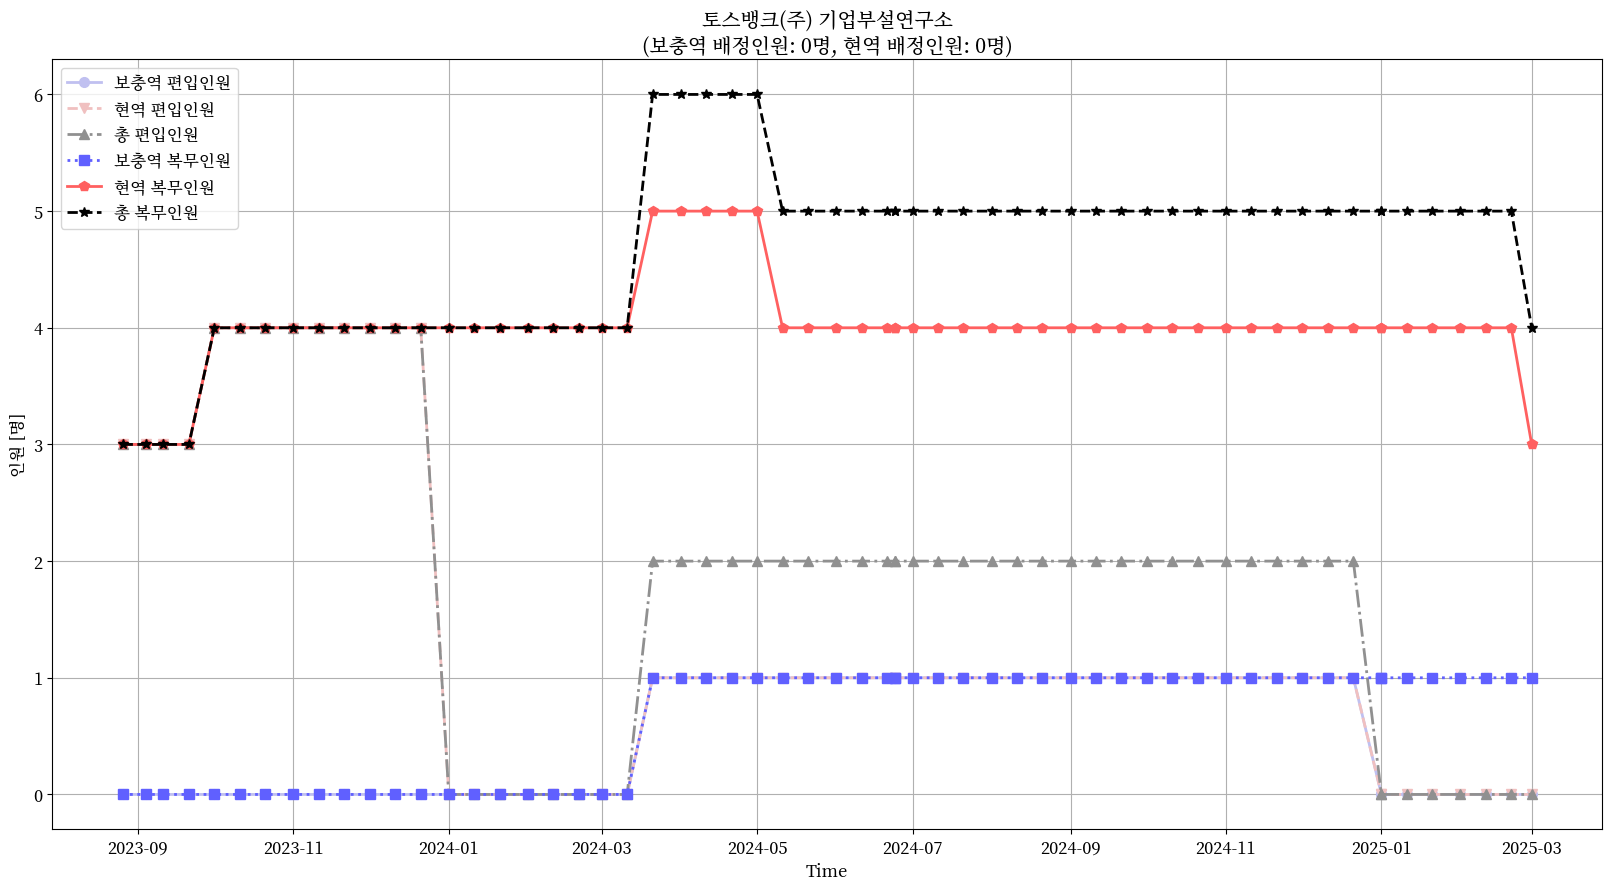 토스뱅크(주) 기업부설연구소
(보충역 배정인원: 0명, 현역 배정인원: 0명)
보충역 편입인원
현역 편입인원
총 편입인원
보충역 복무인원
현역 복무인원
총 복무인원
인원 [명]
6
5
4
3
2
1
0
2023-09
2023-11
2024-01
2024-03
2024-05
2024-07
2024-09
2024-11
2025-01
2025-03
Time